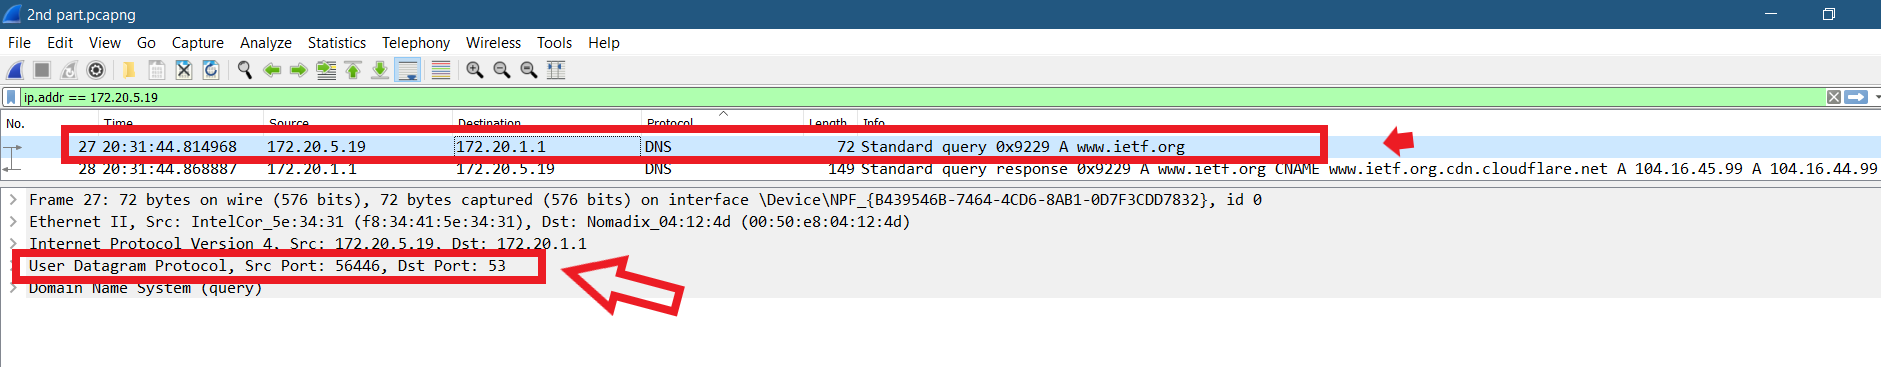 2nd part.pcapng
File Edit View Go Capture Analyze Statistics Telephony Wireless Tools Help
ip.addr == 172.20.5.19
No. Time Source Destination Protocol Length Info
27 20:31:44.814968 172.20.5.19 172.20.1.1 DNS 72 Standard query 0x9229 A www.ietf.org
28 20:31:44.868887 172.20.1.1 172.20.5.19 DNS 149 Standard query response 0x9229 A www.ietf.org CNAME www.ietf.org.cdn.cloudflare.net A 104.16.45.99 A 104.16.44.99
Frame 27: 72 bytes on wire (576 bits), 72 bytes captured (576 bits) on interface \Device\NPF_{B439546B-7464-4CD6-8AB1-0D7F3CDD7832}, id 0
Ethernet II, Src: IntelCor_5e:34:31 (f8:34:41:5e:34:31), Dst: Nomadix_04:12:4d (00:50:e8:04:12:4d)
Internet Protocol Version 4, Src: 172.20.5.19, Dst: 172.20.1.1
User Datagram Protocol, Src Port: 56446, Dst Port: 53
Domain Name System (query)